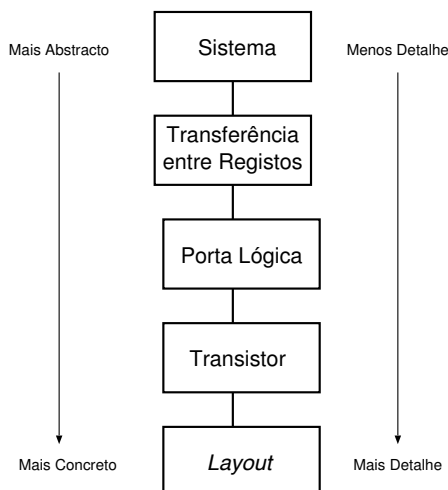 Sistema
Mais Abstracto
Menos Detalhe
Transferência
entre Registos
Porta Lógica
Transistor
Layout
Mais Concreto
Mais Detalhe